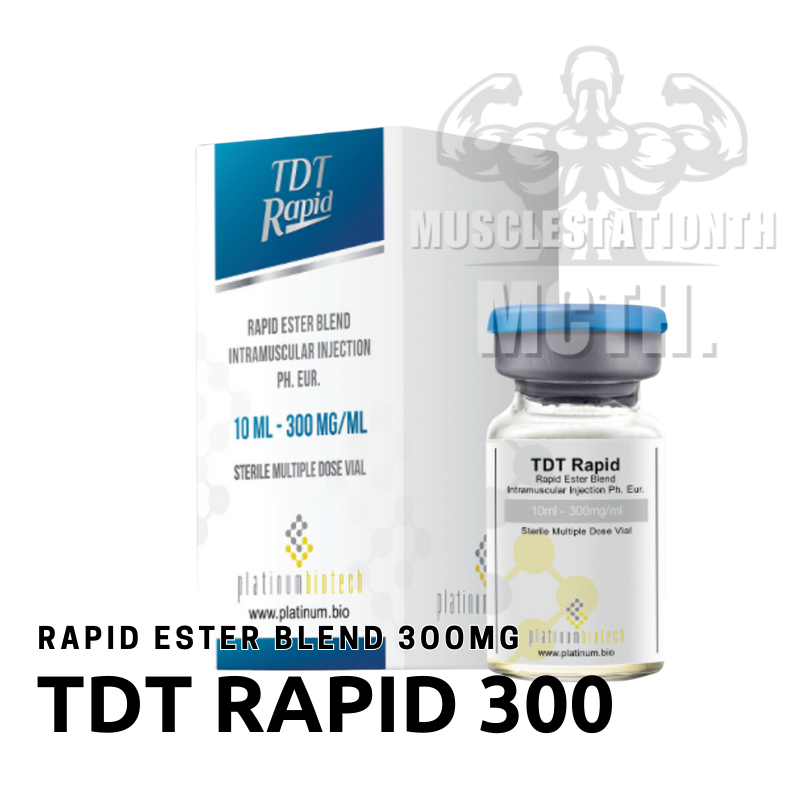 MUSCLESTATIONTH
MCTH.
TDT
Rapid
RAPID ESTER BLEND
INTRAMUSCULAR INJECTION
PH. EUR.
10 ML - 300 MG/ML
STERILE MULTIPLE DOSE VIAL
platinumbiotech
www.platinum.bio
TDT Rapid
Rapid Ester Blend
Intramuscular Injection Ph. Eur.
10ml - 300mg/ml
Sterile Multiple Dose Vial
platinumbiotech
www.platinum.bio
RAPID ESTER BLEND 300MG
TDT RAPID 300